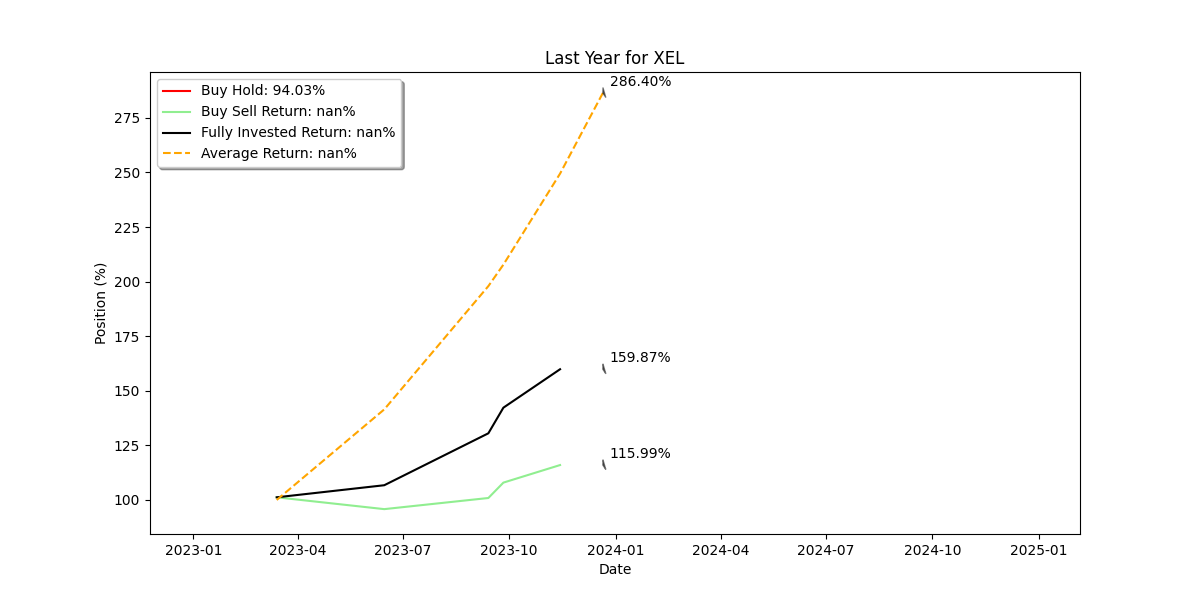 Last Year for XEL
286.40%
Buy Hold: 94.03%
Buy Sell Return: nan%
Fully Invested Return: nan%
Average Return: nan%
275
250
225
200
175
150
125
100
Position (%)
159.87%
115.99%
2023-01
2023-04
2023-07
2023-10
2024-01
2024-04
2024-07
2024-10
2025-01
Date